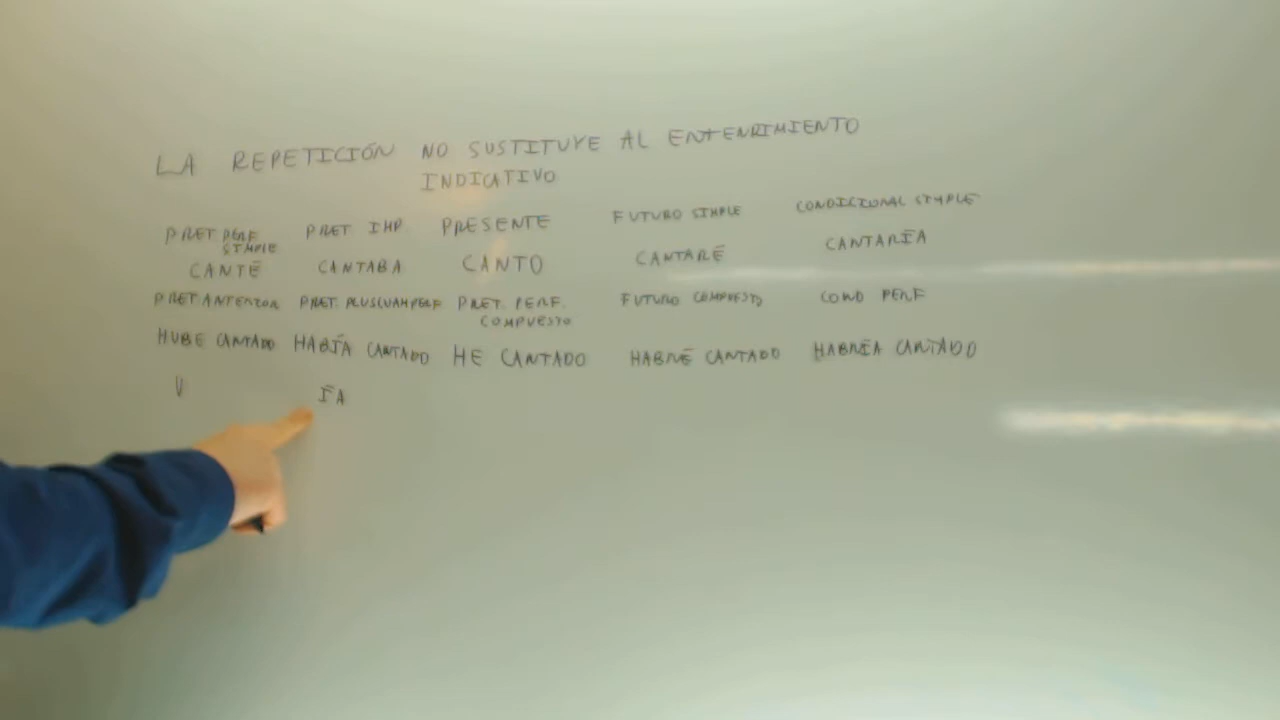 LA REPETICIÓN NO SUSTITUYE AL ENTENDIMIENTO
INDICATIVO
PRET PERF SIMPLE PRET IMP PRESENTE FUTURO SIMPLE CONDICIONAL SIMPLE
CANTÉ CANTABA CANTO CANTARÉ CANTARÍA
PRET ANTERIOR PRET. PLUSCUAMPERF PRET. PERF. COMPUESTO FUTURO COMPUESTO COND PERF
HUBE CANTADO HABÍA CANTADO HE CANTADO HABRÉ CANTADO HABRÍA CANTADO
U ÍA